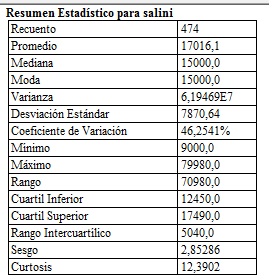 Resumen Estadístico para salini
Recuento 474
Promedio 17016,1
Mediana 15000,0
Moda 15000,0
Varianza 6,19469E7
Desviación Estándar 7870,64
Coeficiente de Variación 46,2541%
Mínimo 9000,0
Máximo 79980,0
Rango 70980,0
Cuartil Inferior 12450,0
Cuartil Superior 17490,0
Rango Intercuartílico 5040,0
Sesgo 2,85286
Curtosis 12,3902